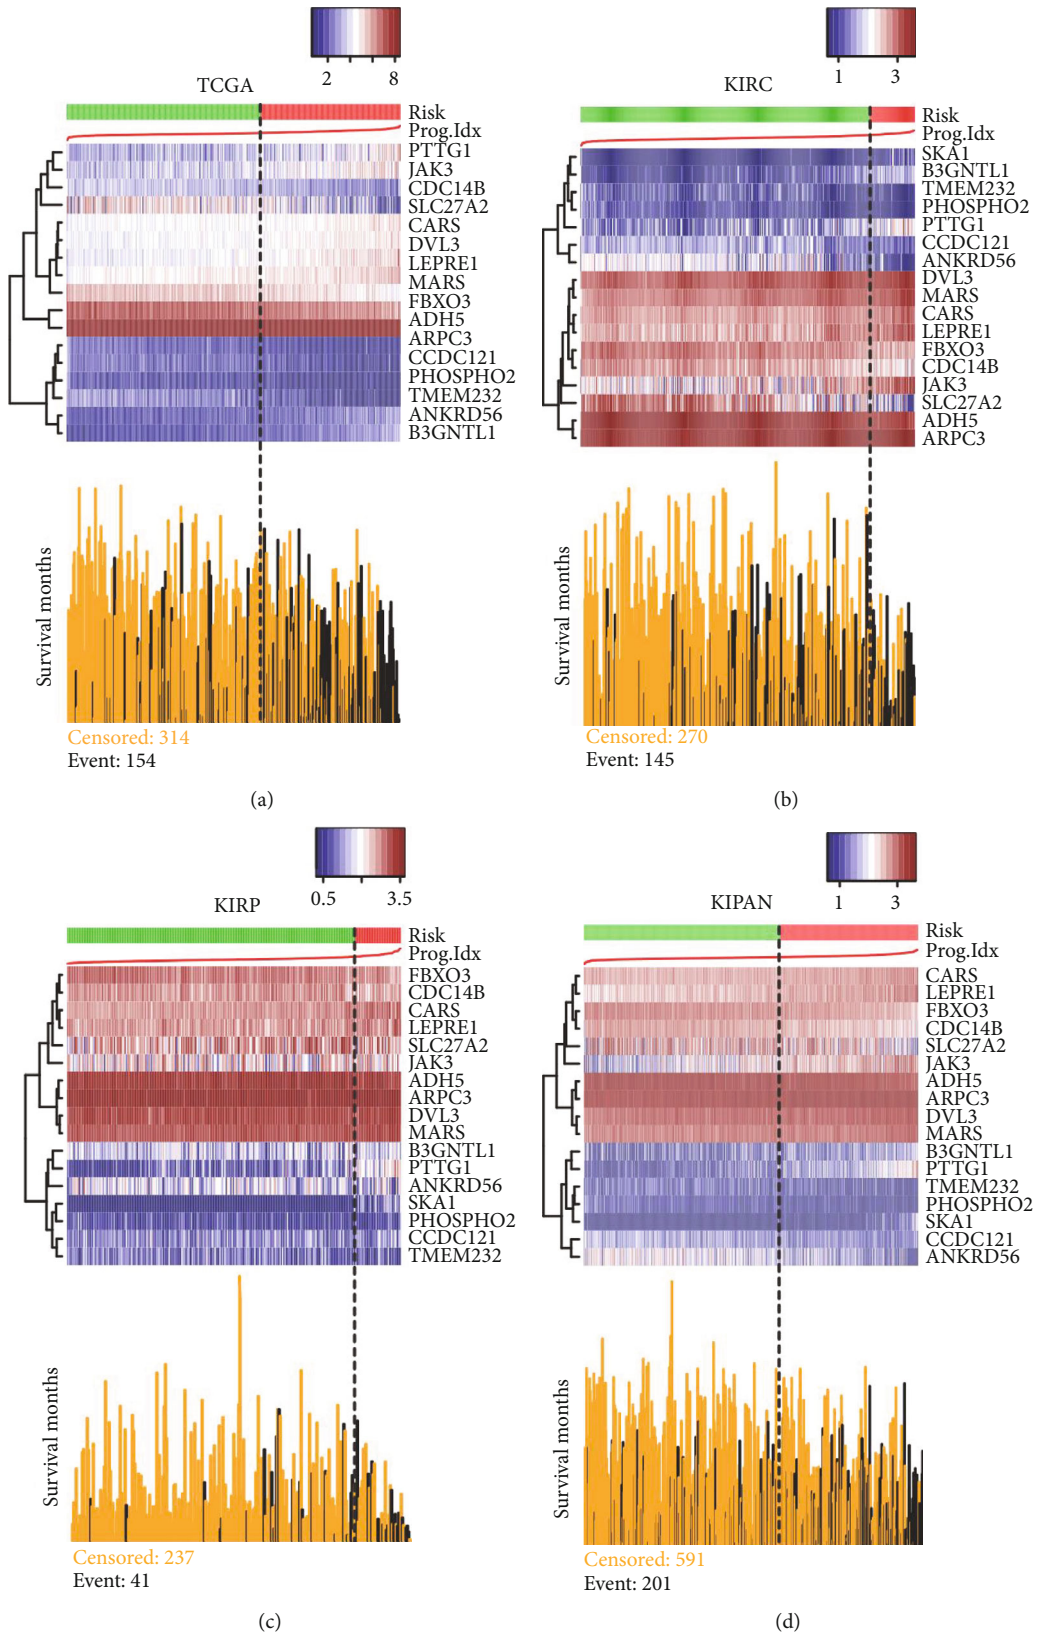 2 8
TCGA
Risk
Prog.Idx
PTTG1
JAK3
CDC14B
SLC27A2
CARS
DVL3
LEPRE1
MARS
FBXO3
ADH5
ARPC3
CCDC121
PHOSPHO2
TMEM232
ANKRD56
B3GNTL1
Survival months
Censored: 314
Event: 154
(a)
1 3
KIRC
Risk
Prog.Idx
SKA1
B3GNTL1
TMEM232
PHOSPHO2
PTTG1
CCDC121
ANKRD56
DVL3
MARS
CARS
LEPRE1
FBXO3
CDC14B
JAK3
SLC27A2
ADH5
ARPC3
Survival months
Censored: 270
Event: 145
(b)
0.5 3.5
KIRP
Risk
Prog.Idx
FBXO3
CDC14B
CARS
LEPRE1
SLC27A2
JAK3
ADH5
ARPC3
DVL3
MARS
B3GNTL1
PTTG1
ANKRD56
SKA1
PHOSPHO2
CCDC121
TMEM232
Survival months
Censored: 237
Event: 41
(c)
1 3
KIPAN
Risk
Prog.Idx
CARS
LEPRE1
FBXO3
CDC14B
SLC27A2
JAK3
ADH5
ARPC3
DVL3
MARS
B3GNTL1
PTTG1
TMEM232
PHOSPHO2
SKA1
CCDC121
ANKRD56
Survival months
Censored: 591
Event: 201
(d)